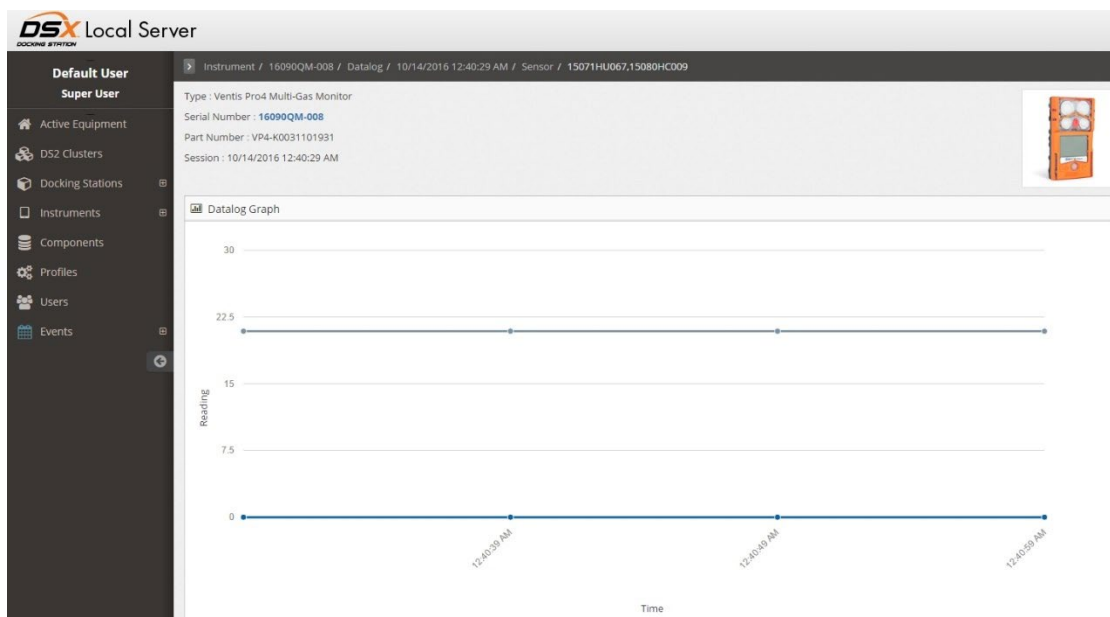 DSX Local Server
DOCKING STATION
Default User
Super User
Active Equipment
DS2 Clusters
Docking Stations
Instruments
Components
Profiles
Users
Events
Instrument / 16090QM-008 / Datalog / 10/14/2016 12:40:29 AM / Sensor / 15071HU067,15080HC009
Type : Ventis Pro4 Multi-Gas Monitor
Serial Number : 16090QM-008
Part Number : VP4-K0031101931
Session : 10/14/2016 12:40:29 AM
Datalog Graph
30
22.5
15
7.5
0
Reading
12:40:39 AM
12:40:49 AM
12:40:59 AM
Time